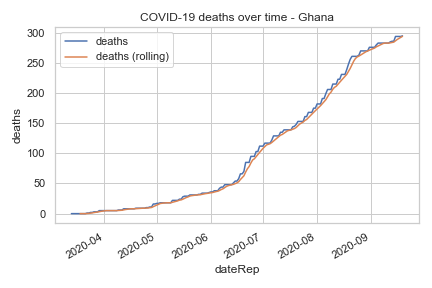 COVID-19 deaths over time - Ghana
deaths
deaths (rolling)
deaths
300
250
200
150
100
50
0
2020-04
2020-05
2020-06
2020-07
2020-08
2020-09
dateRep